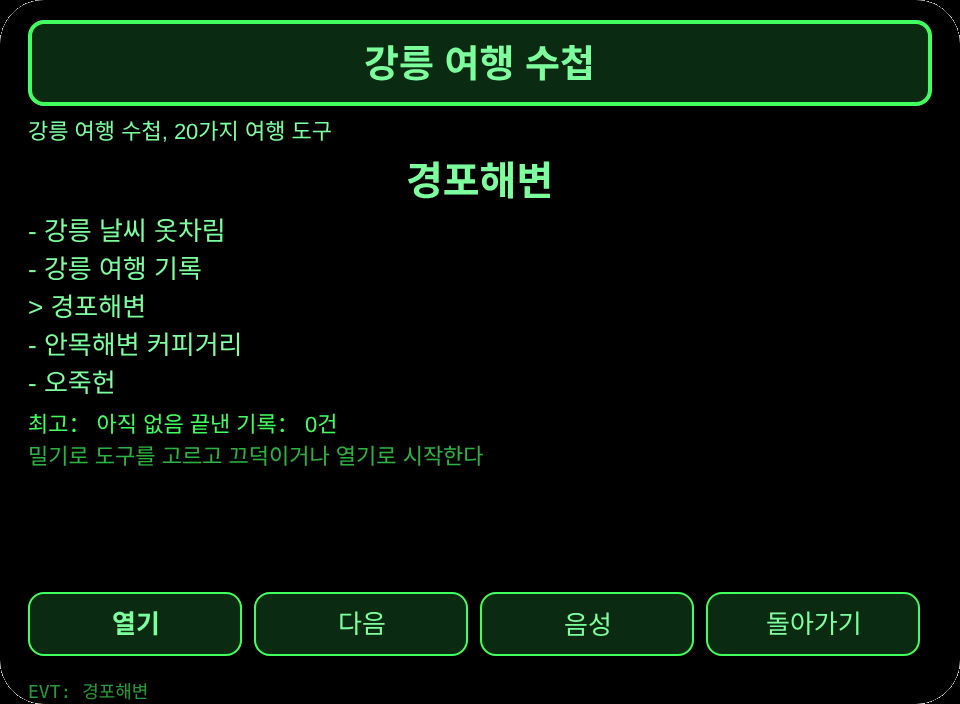 강릉 여행 수첩
강릉 여행 수첩, 20가지 여행 도구
경포해변
- 강릉 날씨 옷차림
- 강릉 여행 기록
> 경포해변
- 안목해변 커피거리
- 오죽헌
최고: 아직 없음 끝낸 기록: 0건
밀기로 도구를 고르고 끄덕이거나 열기로 시작한다
열기 다음 음성 돌아가기
EVT: 경포해변